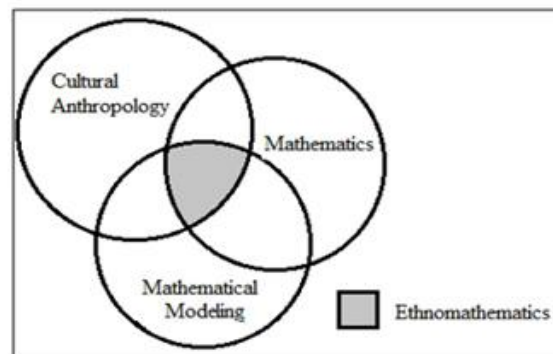 Cultural
Anthropology
Mathematics
Mathematical
Modeling
Ethnomathematics